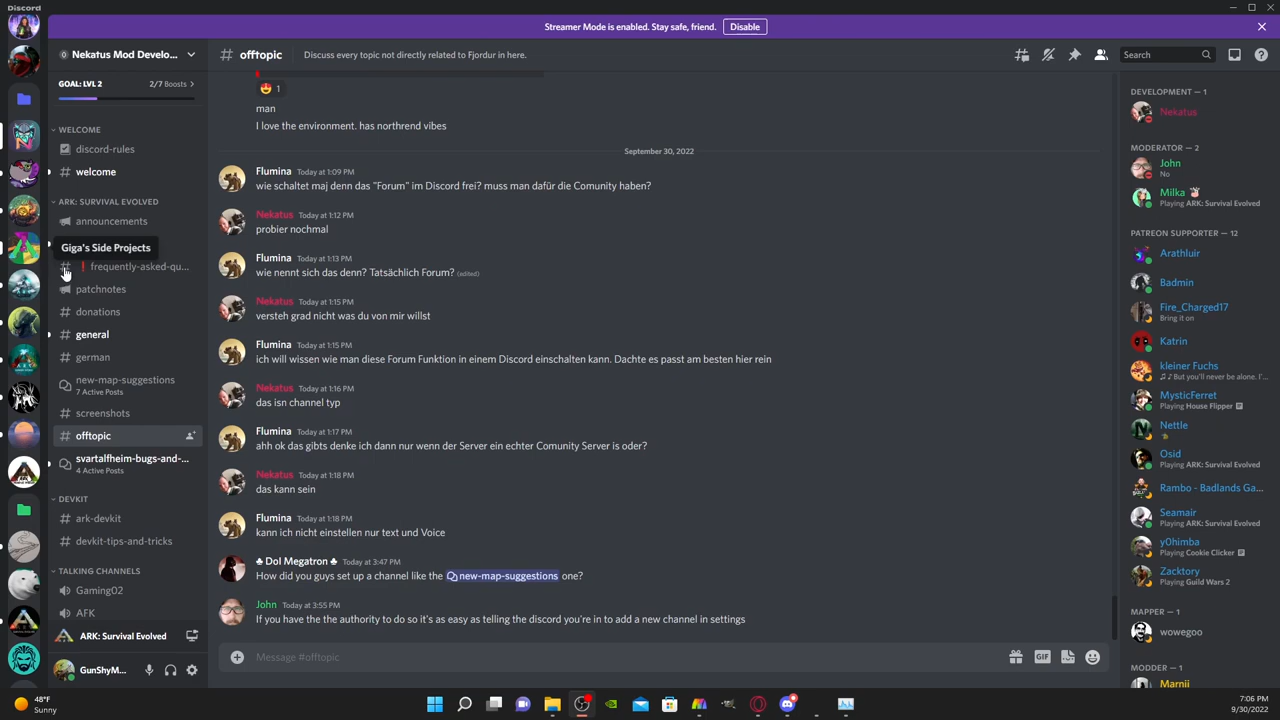 Discord
Streamer Mode is enabled. Stay safe, friend. Disable
Nekatus Mod Develo...
GOAL: LVL 2 2/7 Boosts
WELCOME
discord-rules
welcome
ARK: SURVIVAL EVOLVED
announcements
Giga's Side Projects
frequently-asked-qu...
patchnotes
donations
general
german
new-map-suggestions
7 Active Posts
screenshots
offtopic
svartalfheim-bugs-and-...
4 Active Posts
DEVKIT
ark-devkit
devkit-tips-and-tricks
TALKING CHANNELS
Gaming02
AFK
ARK: Survival Evolved
GunShyM...
# offtopic Discuss every topic not directly related to Fjordur in here.
Search
1
man
I love the environment. has northrend vibes
September 30, 2022
Flumina Today at 1:09 PM
wie schaltet maj denn das "Forum" im Discord frei? muss man dafür die Comunity haben?
Nekatus Today at 1:12 PM
probier nochmal
Flumina Today at 1:13 PM
wie nennt sich das denn? Tatsächlich Forum? (edited)
Nekatus Today at 1:15 PM
versteh grad nicht was du von mir willst
Flumina Today at 1:15 PM
ich will wissen wie man diese Forum Funktion in einem Discord einschalten kann. Dachte es passt am besten hier rein
Nekatus Today at 1:16 PM
das isn channel typ
Flumina Today at 1:17 PM
ahh ok das gibts denke ich dann nur wenn der Server ein echter Comunity Server is oder?
Nekatus Today at 1:18 PM
das kann sein
Flumina Today at 1:18 PM
kann ich nicht einstellen nur text und Voice
♣ Dol Megatron ♣ Today at 3:47 PM
How did you guys set up a channel like the new-map-suggestions one?
John Today at 3:55 PM
If you have the the authority to do so it's as easy as telling the discord you're in to add a new channel in settings
Message #offtopic
GIF
DEVELOPMENT — 1
Nekatus
MODERATOR — 2
John
No
Milka
Playing ARK: Survival Evolved
PATREON SUPPORTER — 12
Arathluir
Badmin
Fire_Charged17
Bring it on
Katrin
kleiner Fuchs
♫ ♪ But you'll never be alone. I'...
MysticFerret
Playing House Flipper
Nettle
Osid
Playing ARK: Survival Evolved
Rambo - Badlands Ga...
Seamair
Playing ARK: Survival Evolved
y0himba
Playing Cookie Clicker
Zacktory
Playing Guild Wars 2
MAPPER — 1
wowegoo
MODDER — 1
Marnii
48°F
Sunny
7:06 PM
9/30/2022